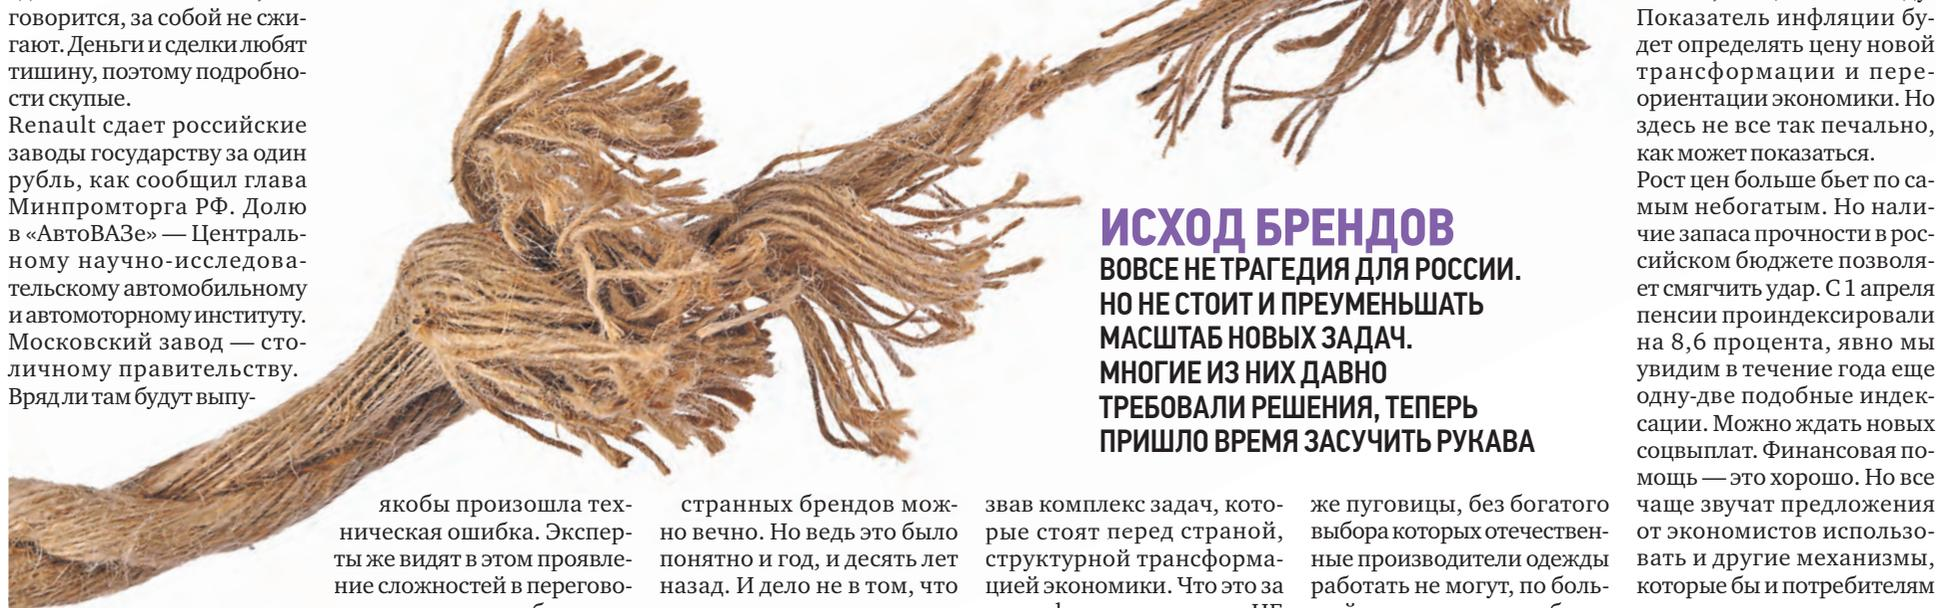 говорится, за собой не сжи-
гают. Деньги и сделки любят
тишину, поэтому подробно-
сти скупые.
Renault сдает российские
заводы государству за один
рубль, как сообщил глава
Минпромторга РФ. Долю
в «АвтоВАЗе» — Централь-
ному научно-исследова-
тельскому автомобильному
и автомоторному институту.
Московский завод — сто-
личному правительству.
Вряд ли там будут выпу-
якобы произошла тех-
ническая ошибка. Экспер-
ты же видят в этом проявле-
ние сложностей в перегово-
странных брендов мож-
но вечно. Но ведь это было
понятно и год, и десять лет
назад. И дело не в том, что
ИСХОД БРЕНДОВ
ВОВСЕ НЕ ТРАГЕДИЯ ДЛЯ РОССИИ.
НО НЕ СТОИТ И ПРЕУМЕНЬШАТЬ
МАСШТАБ НОВЫХ ЗАДАЧ.
МНОГИЕ ИЗ НИХ ДАВНО
ТРЕБОВАЛИ РЕШЕНИЯ, ТЕПЕРЬ
ПРИШЛО ВРЕМЯ ЗАСУЧИТЬ РУКАВА
звав комплекс задач, кото-
рые стоят перед страной,
структурной трансформа-
цией экономики. Что это за
же пуговицы, без богатого
выбора которых отечествен-
ные производители одежды
работать не могут, по боль-
Показатель инфляции бу-
дет определять цену новой
трансформации и пере-
ориентации экономики. Но
здесь не все так печально,
как может показаться.
Рост цен больше бьет по са-
мым небогатым. Но нали-
чие запаса прочности в рос-
сийском бюджете позволя-
ет смягчить удар. С 1 апреля
пенсии проиндексировали
на 8,6 процента, явно мы
увидим в течение года еще
одну-две подобные индек-
сации. Можно ждать новых
соцвыплат. Финансовая по-
мощь — это хорошо. Но все
чаще звучат предложения
от экономистов использо-
вать и другие механизмы,
которые бы и потребителям